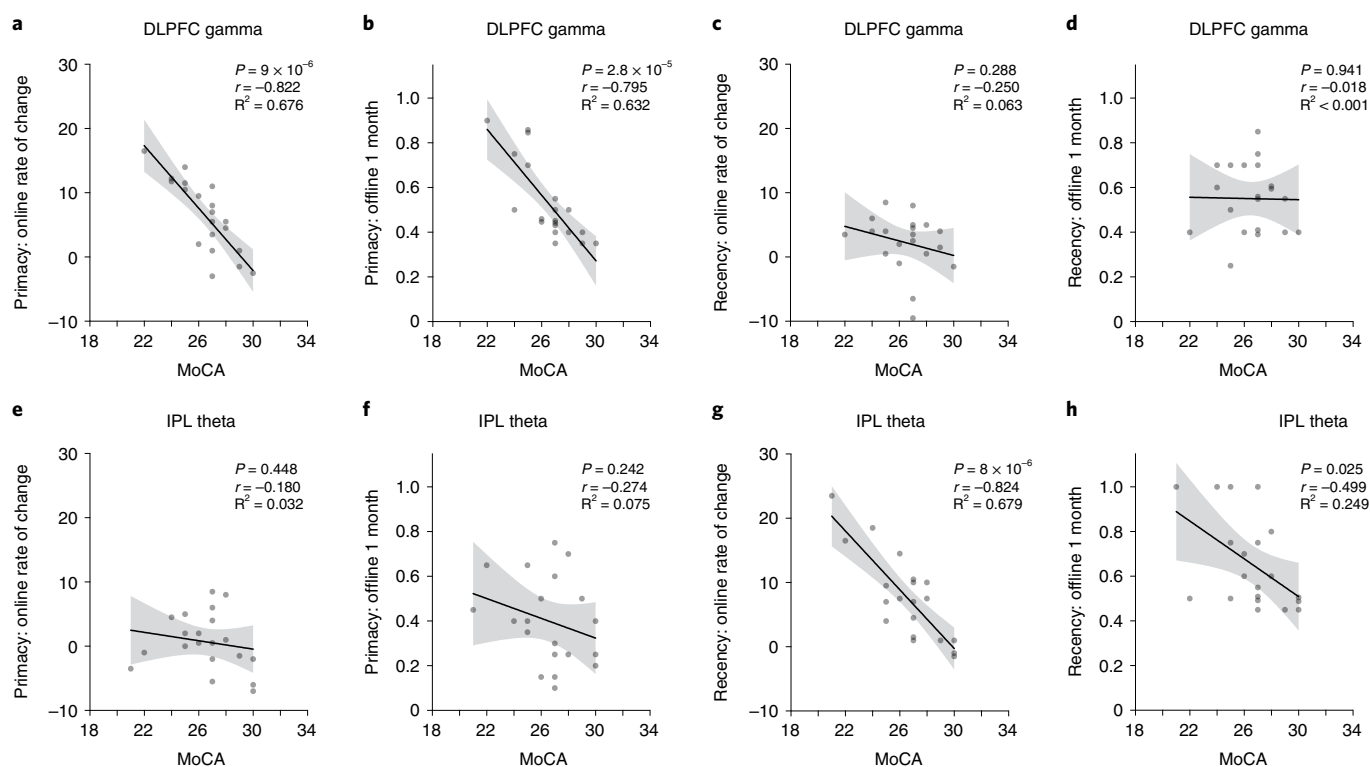 a
DLPFC gamma
P = 9 × 10⁻⁶
r = –0.822
R² = 0.676
Primacy: online rate of change
30
20
10
0
–10
18 22 26 30 34
MoCA
b
DLPFC gamma
P = 2.8 × 10⁻⁵
r = –0.795
R² = 0.632
Primacy: offline 1 month
1.0
0.8
0.6
0.4
0.2
0
18 22 26 30 34
MoCA
c
DLPFC gamma
P = 0.288
r = –0.250
R² = 0.063
Recency: online rate of change
30
20
10
0
–10
18 22 26 30 34
MoCA
d
DLPFC gamma
P = 0.941
r = –0.018
R² < 0.001
Recency: offline 1 month
1.0
0.8
0.6
0.4
0.2
0
18 22 26 30 34
MoCA
e
IPL theta
P = 0.448
r = –0.180
R² = 0.032
Primacy: online rate of change
30
20
10
0
–10
18 22 26 30 34
MoCA
f
IPL theta
P = 0.242
r = –0.274
R² = 0.075
Primacy: offline 1 month
1.0
0.8
0.6
0.4
0.2
0
18 22 26 30 34
MoCA
g
IPL theta
P = 8 × 10⁻⁶
r = –0.824
R² = 0.679
Recency: online rate of change
30
20
10
0
–10
18 22 26 30 34
MoCA
h
IPL theta
P = 0.025
r = –0.499
R² = 0.249
Recency: offline 1 month
1.0
0.8
0.6
0.4
0.2
0
18 22 26 30 34
MoCA